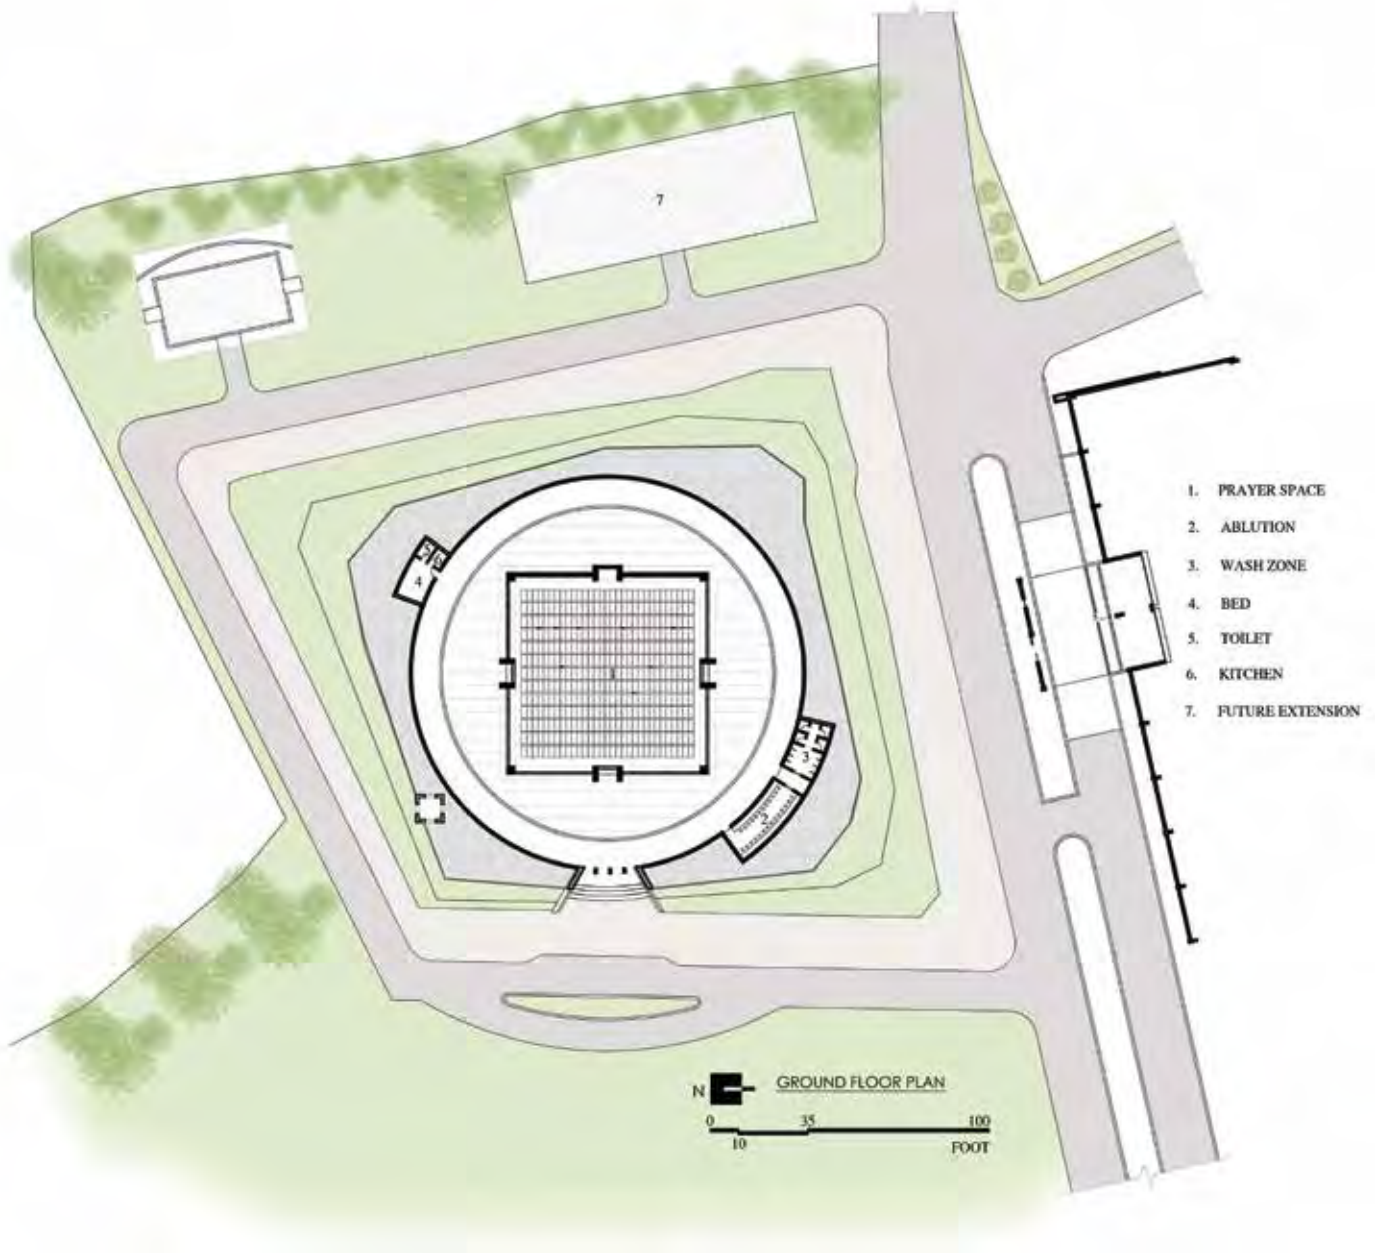 7
1. PRAYER SPACE
2. ABLUTION
3. WASH ZONE
4. BED
5. TOILET
6. KITCHEN
7. FUTURE EXTENSION
4
1
3
N GROUND FLOOR PLAN
0 35 100
10 FOOT